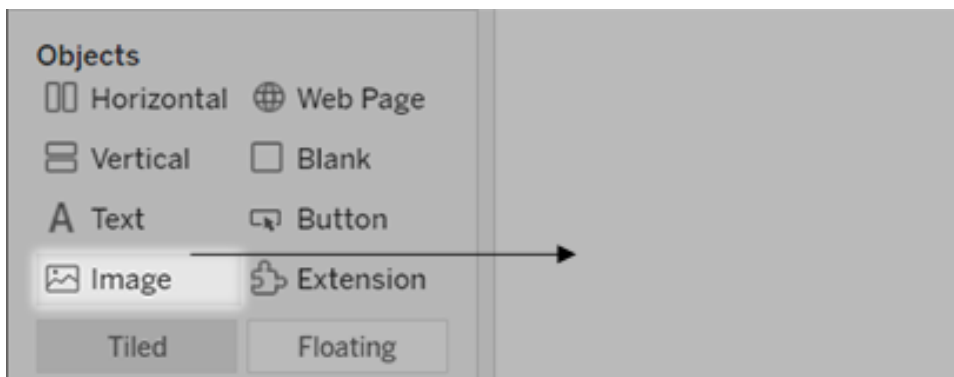 Objects
Horizontal Web Page
Vertical Blank
Text Button
Image Extension
Tiled Floating